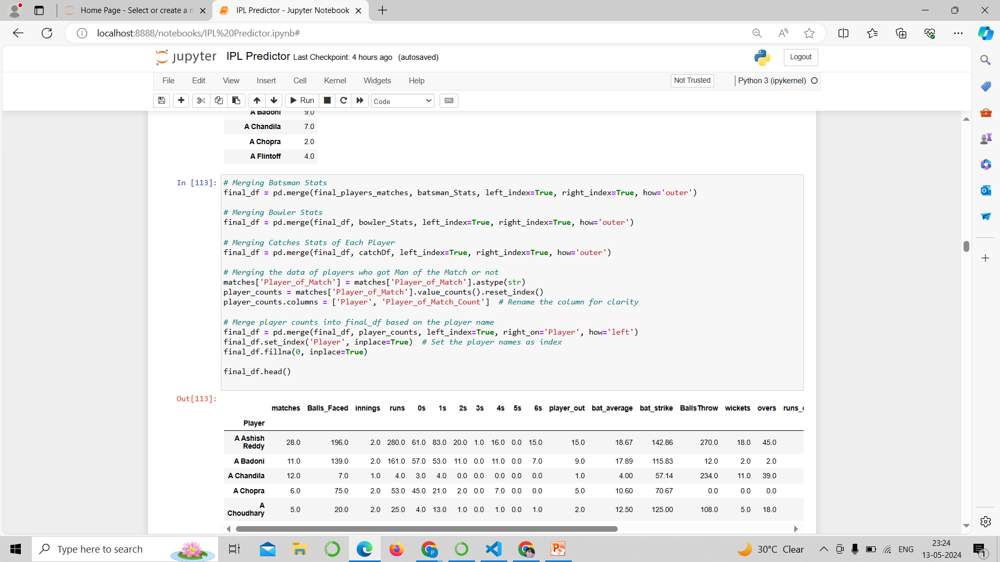 Home Page - Select or create a n
IPL Predictor - Jupyter Notebook
localhost:8888/notebooks/IPL%20Predictor.ipynb#
jupyter IPL Predictor Last Checkpoint: 4 hours ago (autosaved)
Logout
File Edit View Insert Cell Kernel Widgets Help
Not Trusted Python 3 (ipykernel)
Run Code
A Badoni 9.0
A Chandila 7.0
A Chopra 2.0
A Flintoff 4.0
In [113]:
# Merging Batsman Stats
final_df = pd.merge(final_players_matches, batsman_Stats, left_index=True, right_index=True, how='outer')
# Merging Bowler Stats
final_df = pd.merge(final_df, bowler_Stats, left_index=True, right_index=True, how='outer')
# Merging Catches Stats of Each Player
final_df = pd.merge(final_df, catchDf, left_index=True, right_index=True, how='outer')
# Merging the data of players who got Man of the Match or not
matches['Player_of_Match'] = matches['Player_of_Match'].astype(str)
player_counts = matches['Player_of_Match'].value_counts().reset_index()
player_counts.columns = ['Player', 'Player_of_Match_Count']  # Rename the column for clarity
# Merge player counts into final_df based on the player name
final_df = pd.merge(final_df, player_counts, left_index=True, right_on='Player', how='left')
final_df.set_index('Player', inplace=True)  # Set the player names as index
final_df.fillna(0, inplace=True)
final_df.head()
Out[113]:
matches Balls_Faced innings runs 0s 1s 2s 3s 4s 5s 6s player_out bat_average bat_strike BallsThrow wickets overs runs_
Player
A Ashish
Reddy 28.0 196.0 2.0 280.0 61.0 83.0 20.0 1.0 16.0 0.0 15.0 15.0 18.67 142.86 270.0 18.0 45.0
A Badoni 11.0 139.0 2.0 161.0 57.0 53.0 11.0 0.0 11.0 0.0 7.0 9.0 17.89 115.83 12.0 2.0 2.0
A Chandila 12.0 7.0 1.0 4.0 3.0 4.0 0.0 0.0 0.0 0.0 0.0 1.0 4.00 57.14 234.0 11.0 39.0
A Chopra 6.0 75.0 2.0 53.0 45.0 21.0 2.0 0.0 7.0 0.0 0.0 5.0 10.60 70.67 0.0 0.0 0.0
A
Choudhary 5.0 20.0 2.0 25.0 4.0 13.0 1.0 0.0 1.0 0.0 1.0 2.0 12.50 125.00 108.0 5.0 18.0
Type here to search
30°C Clear
ENG
23:24
13-05-2024
1